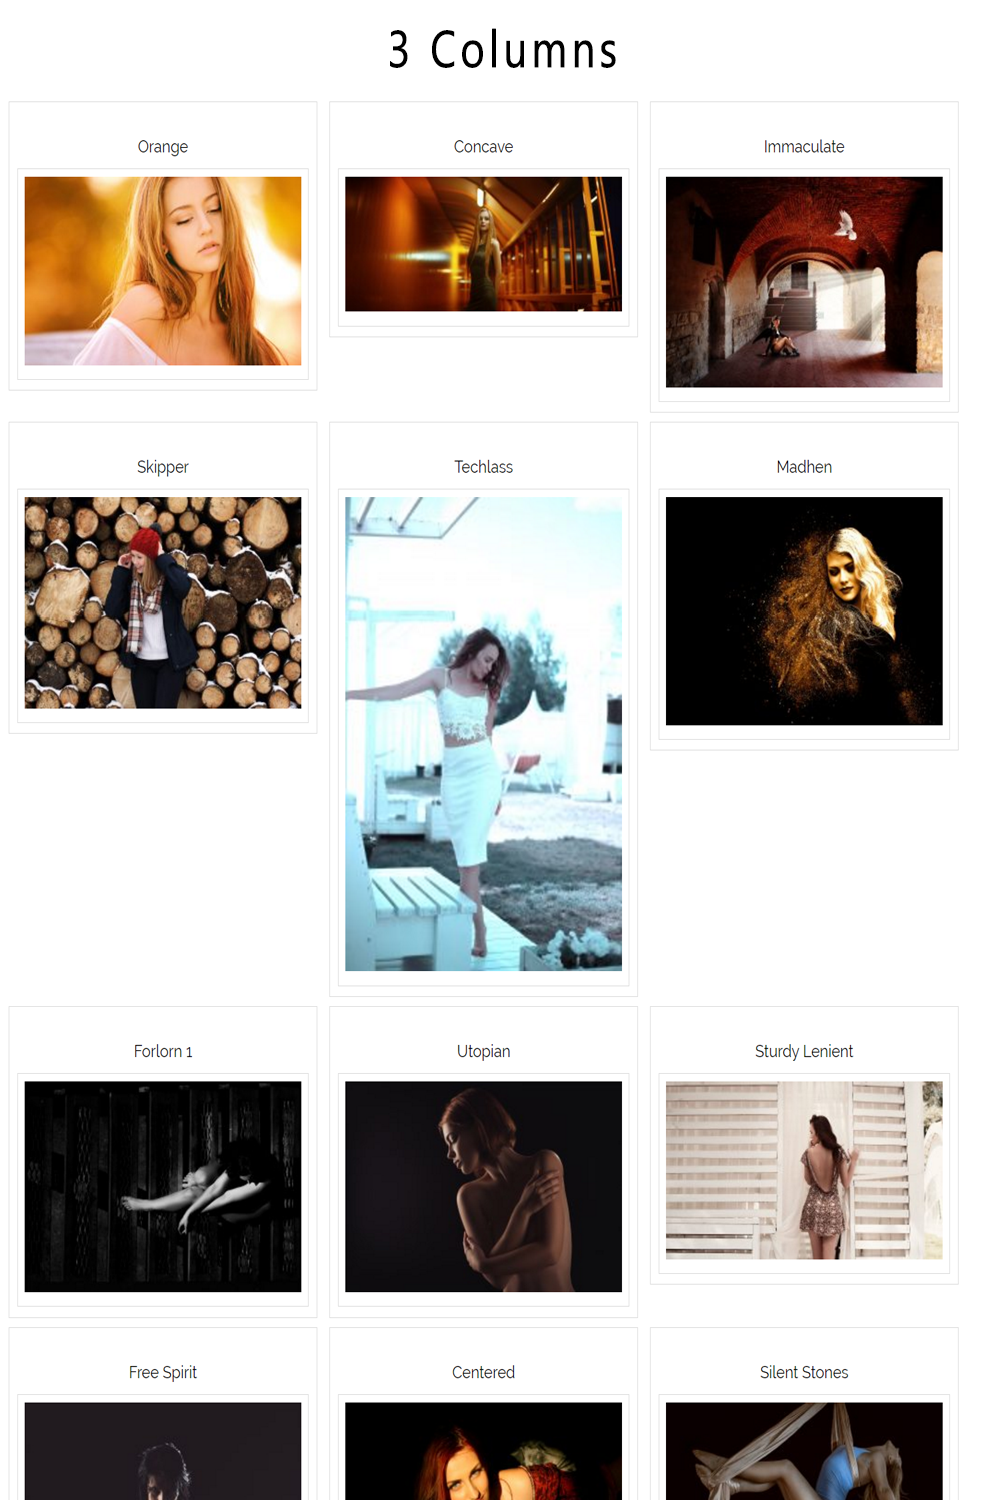 3 Columns
Orange
Concave
Immaculate
Skipper
Techlass
Madhen
Forlorn 1
Utopian
Sturdy Lenient
Free Spirit
Centered
Silent Stones